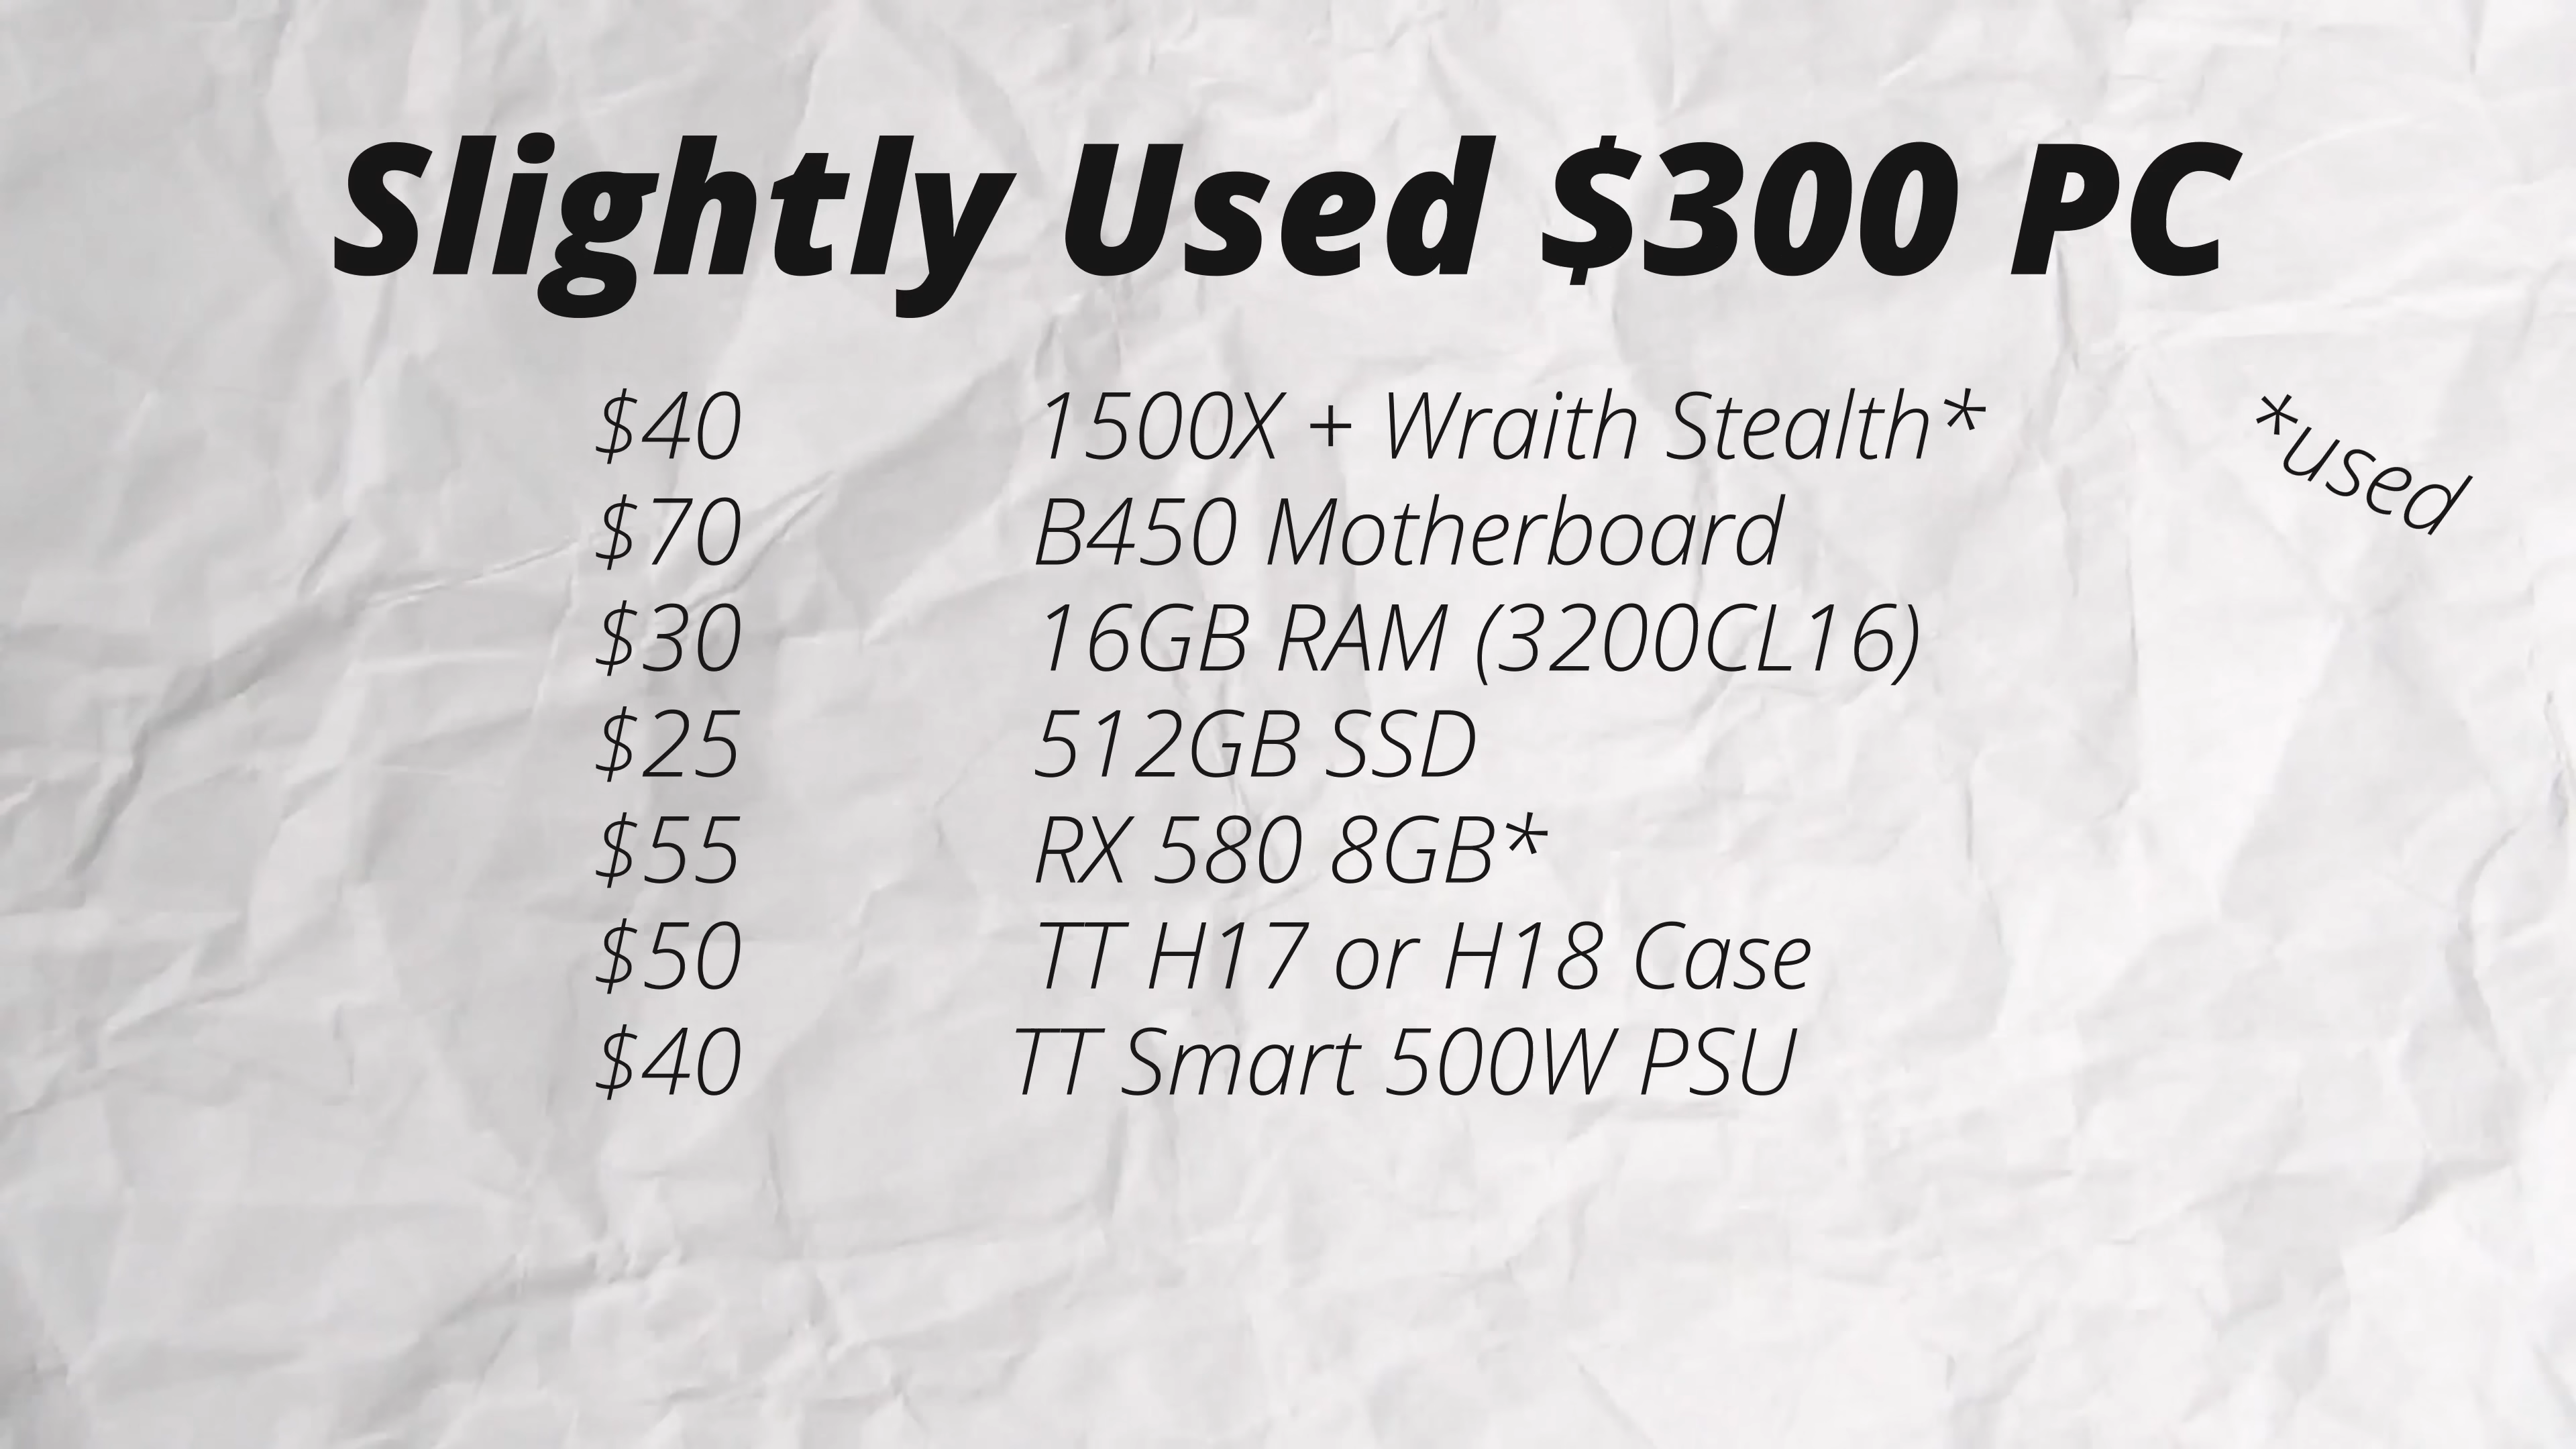 Slightly Used $300 PC
$40 1500X + Wraith Stealth*
*used
$70 B450 Motherboard
$30 16GB RAM (3200CL16)
$25 512GB SSD
$55 RX 580 8GB*
$50 TT H17 or H18 Case
$40 TT Smart 500W PSU